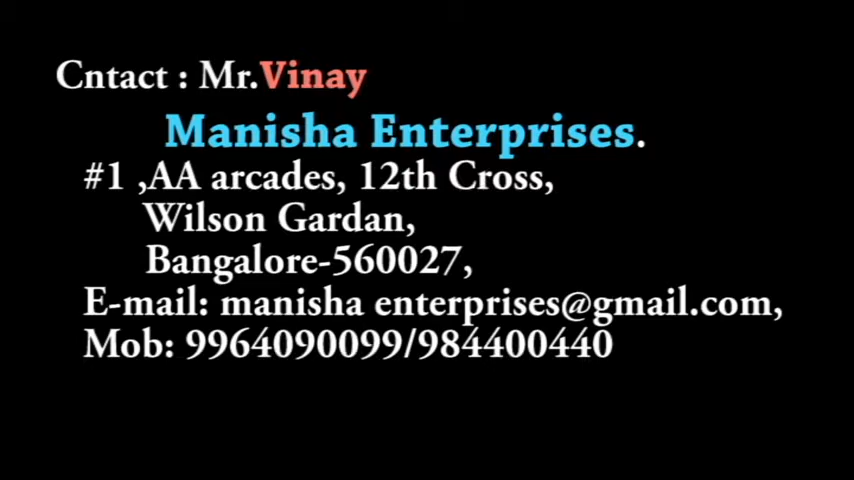 Cntact : Mr.Vinay
Manisha Enterprises.
#1 ,AA arcades, 12th Cross,
Wilson Gardan,
Bangalore-560027,
E-mail: manisha enterprises@gmail.com,
Mob: 9964090099/984400440